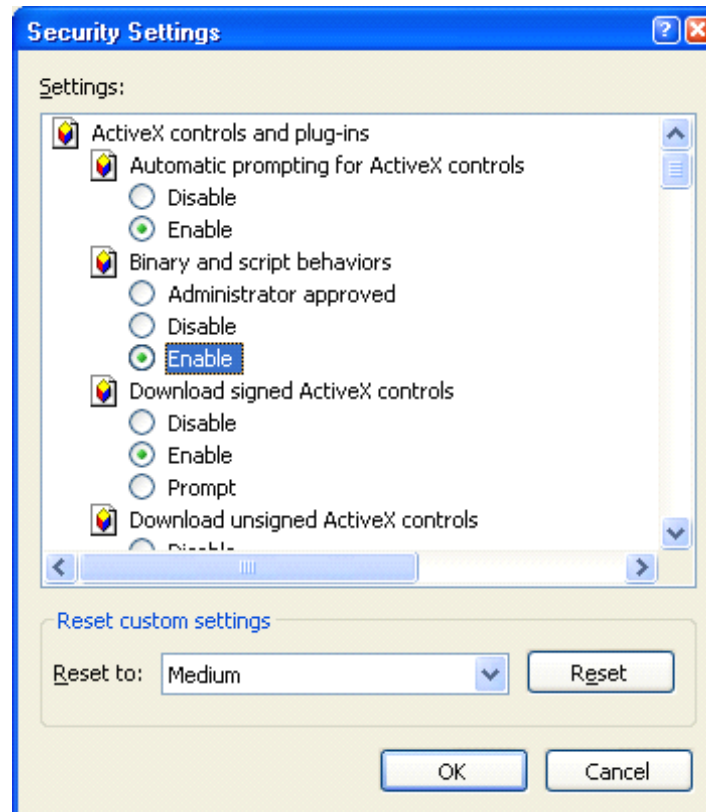 Security Settings
Settings:
ActiveX controls and plug-ins
Automatic prompting for ActiveX controls
Disable
Enable
Binary and script behaviors
Administrator approved
Disable
Enable
Download signed ActiveX controls
Disable
Enable
Prompt
Download unsigned ActiveX controls
Disable
Reset custom settings
Reset to: Medium Reset
OK Cancel